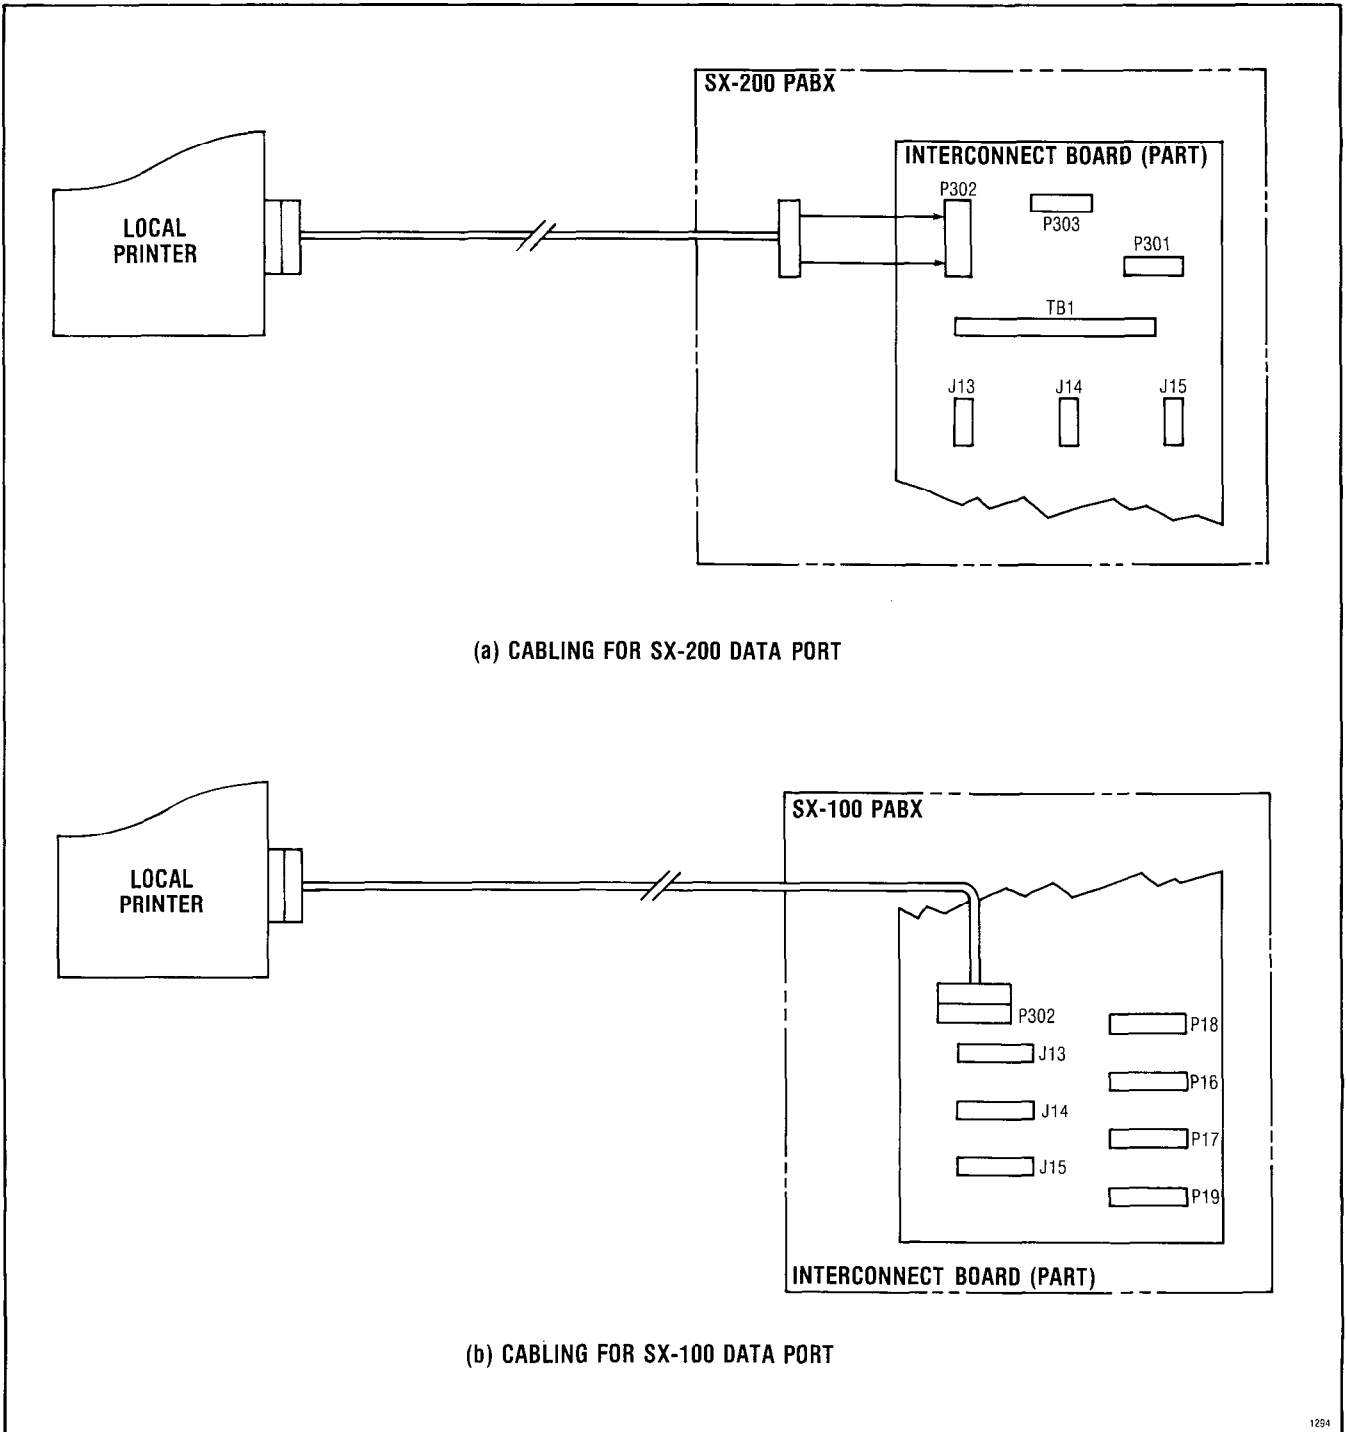 SX-200 PABX
INTERCONNECT BOARD (PART)
P302
P303
P301
LOCAL
PRINTER
TB1
J13
J14
J15
(a) CABLING FOR SX-200 DATA PORT
SX-100 PABX
LOCAL
PRINTER
P302
P18
J13
P16
J14
P17
J15
P19
INTERCONNECT BOARD (PART)
(b) CABLING FOR SX-100 DATA PORT
1294